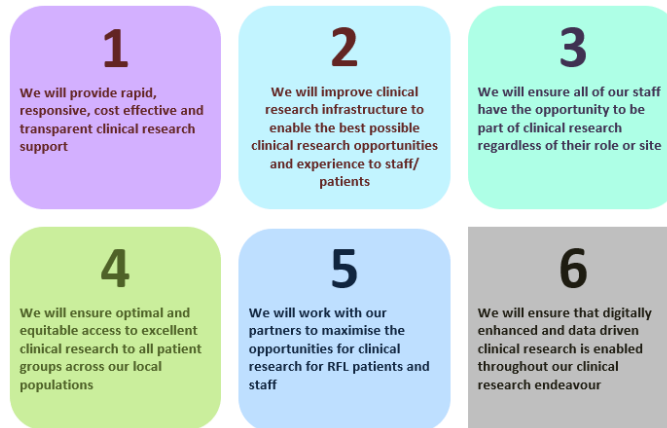 1
We will provide rapid,
responsive, cost effective and
transparent clinical research
support
2
We will improve clinical
research infrastructure to
enable the best possible
clinical research opportunities
and experience to staff/
patients
3
We will ensure all of our staff
have the opportunity to be
part of clinical research
regardless of their role or site
4
We will ensure optimal and
equitable access to excellent
clinical research to all patient
groups across our local
populations
5
We will work with our
partners to maximise the
opportunities for clinical
research for RFL patients and
staff
6
We will ensure that digitally
enhanced and data driven
clinical research is enabled
throughout our clinical
research endeavour